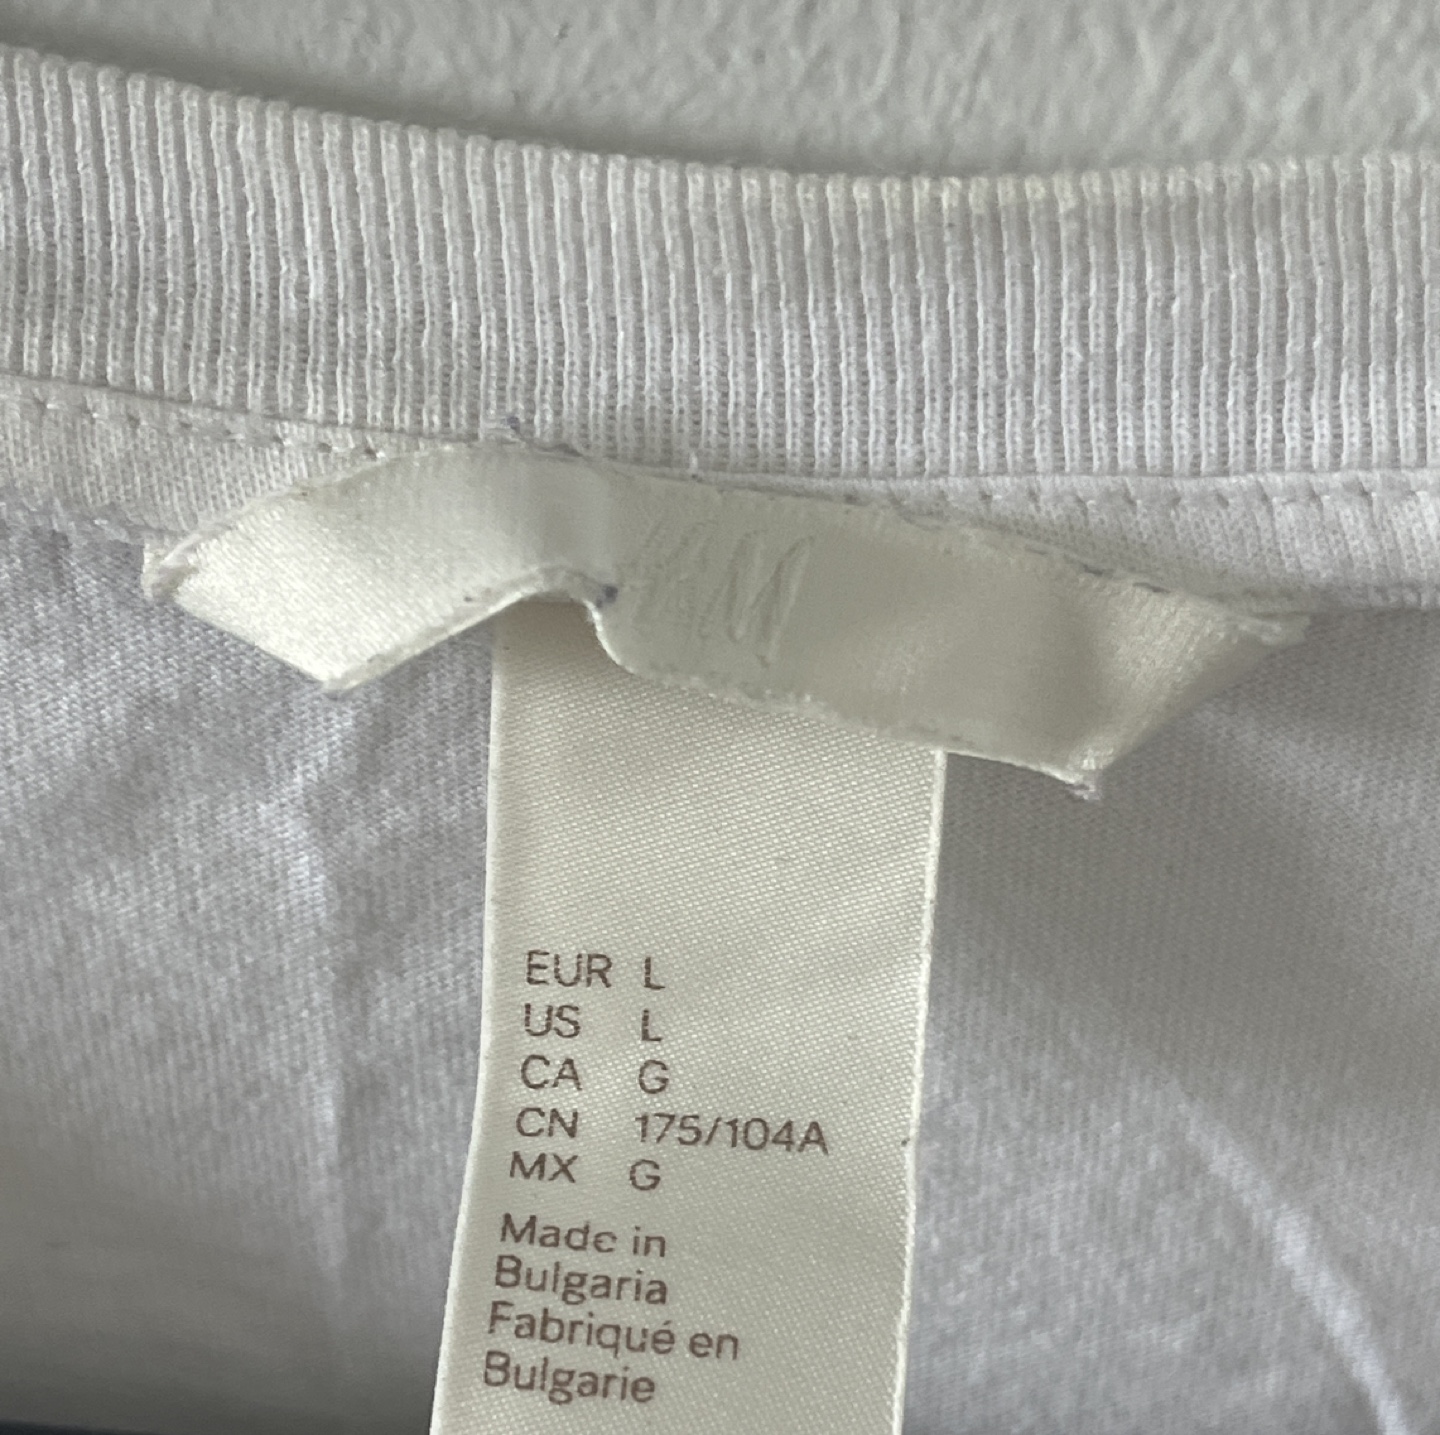 H&M
EUR L
US L
CA G
CN 175/104A
MX G
Made in
Bulgaria
Fabriqué en
Bulgarie